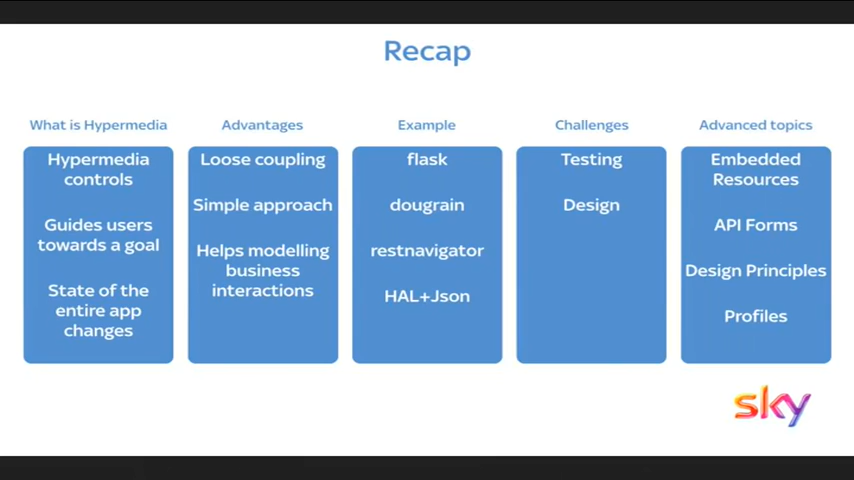 Recap
What is Hypermedia
Hypermedia
controls
Guides users
towards a goal
State of the
entire app
changes
Advantages
Loose coupling
Simple approach
Helps modelling
business
interactions
Example
flask
dougrain
restnavigator
HAL+Json
Challenges
Testing
Design
Advanced topics
Embedded
Resources
API Forms
Design Principles
Profiles
sky